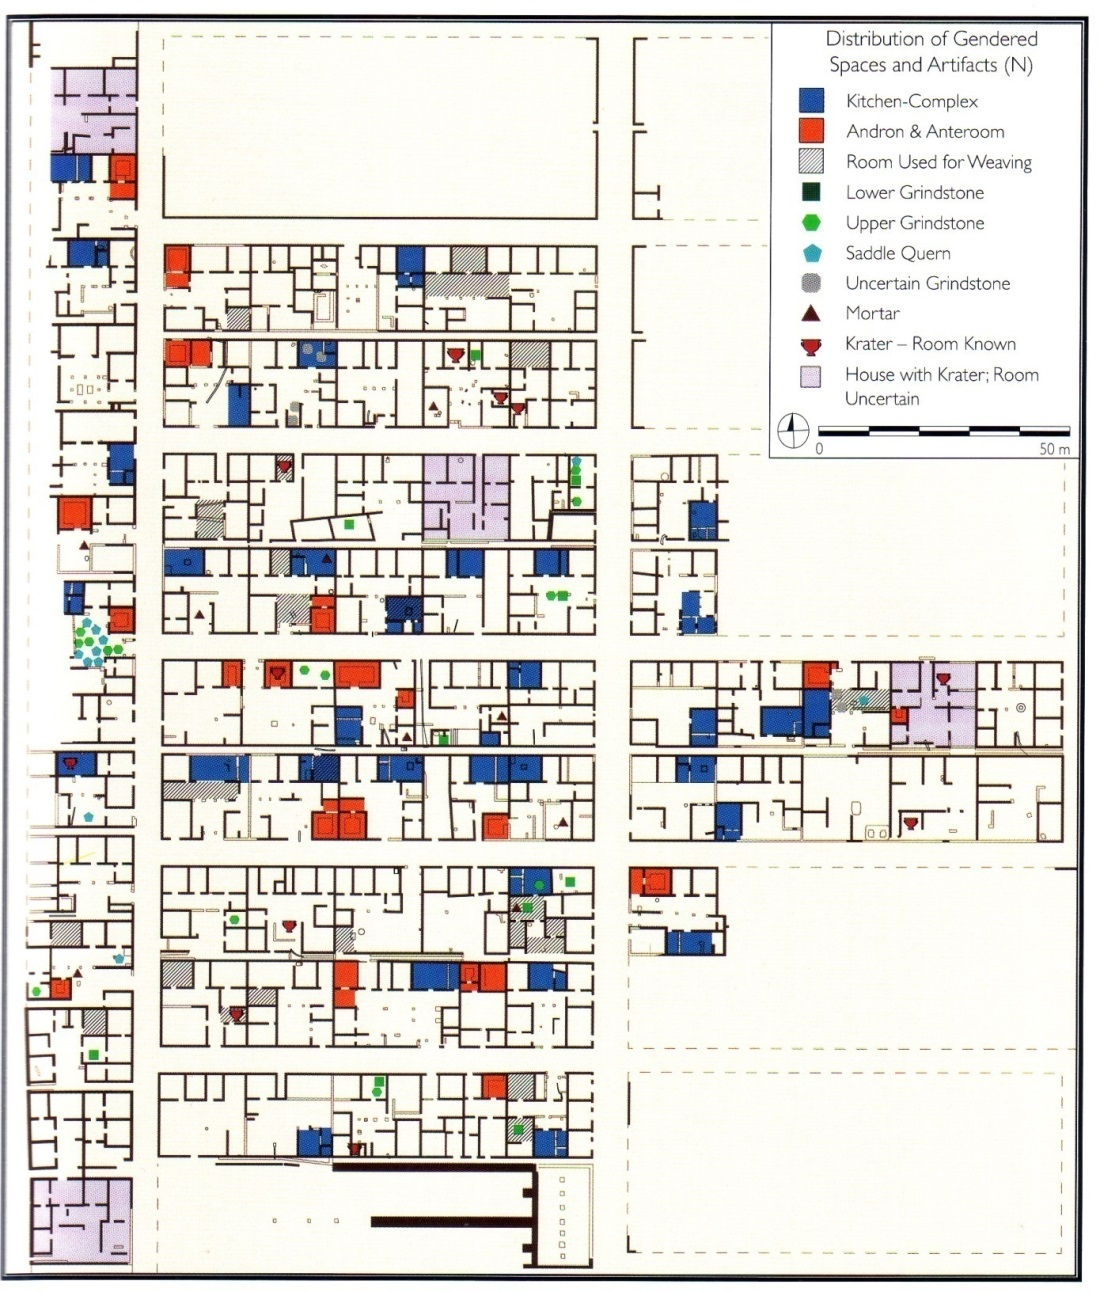 Distribution of Gendered
Spaces and Artifacts (N)
Kitchen-Complex
Andron & Anteroom
Room Used for Weaving
Lower Grindstone
Upper Grindstone
Saddle Quern
Uncertain Grindstone
Mortar
Krater – Room Known
House with Krater; Room
Uncertain
0 50 m